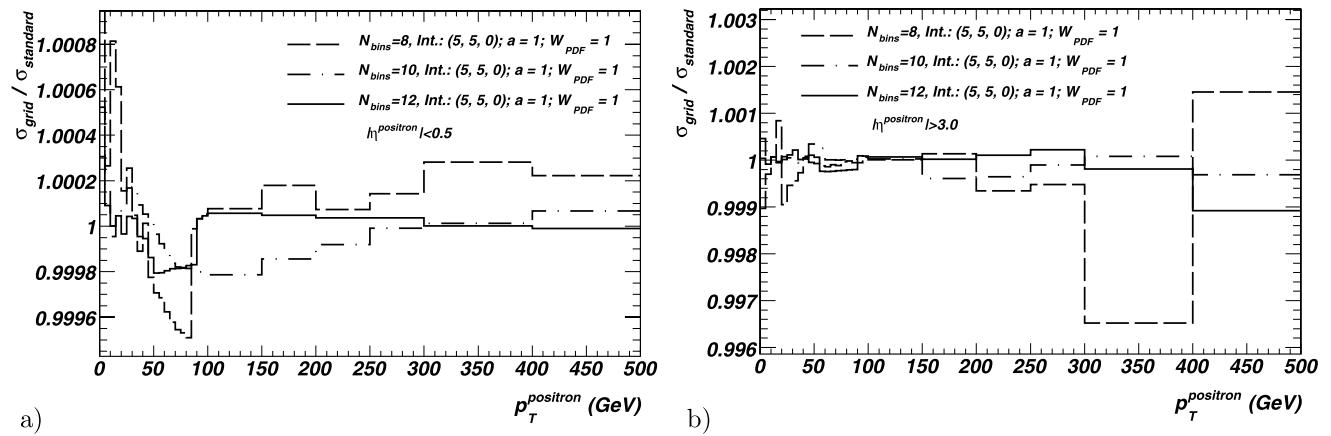 σ_grid / σ_standard
1.0008
1.0006
1.0004
1.0002
1
0.9998
0.9996
N_bins=8, Int.: (5, 5, 0); a = 1; W_PDF = 1
N_bins=10, Int.: (5, 5, 0); a = 1; W_PDF = 1
N_bins=12, Int.: (5, 5, 0); a = 1; W_PDF = 1
|η^positron|<0.5
0 50 100 150 200 250 300 350 400 450 500
p_T^positron (GeV)
a)
σ_grid / σ_standard
1.003
1.002
1.001
1
0.999
0.998
0.997
0.996
N_bins=8, Int.: (5, 5, 0); a = 1; W_PDF = 1
N_bins=10, Int.: (5, 5, 0); a = 1; W_PDF = 1
N_bins=12, Int.: (5, 5, 0); a = 1; W_PDF = 1
|η^positron|>3.0
0 50 100 150 200 250 300 350 400 450 500
p_T^positron (GeV)
b)